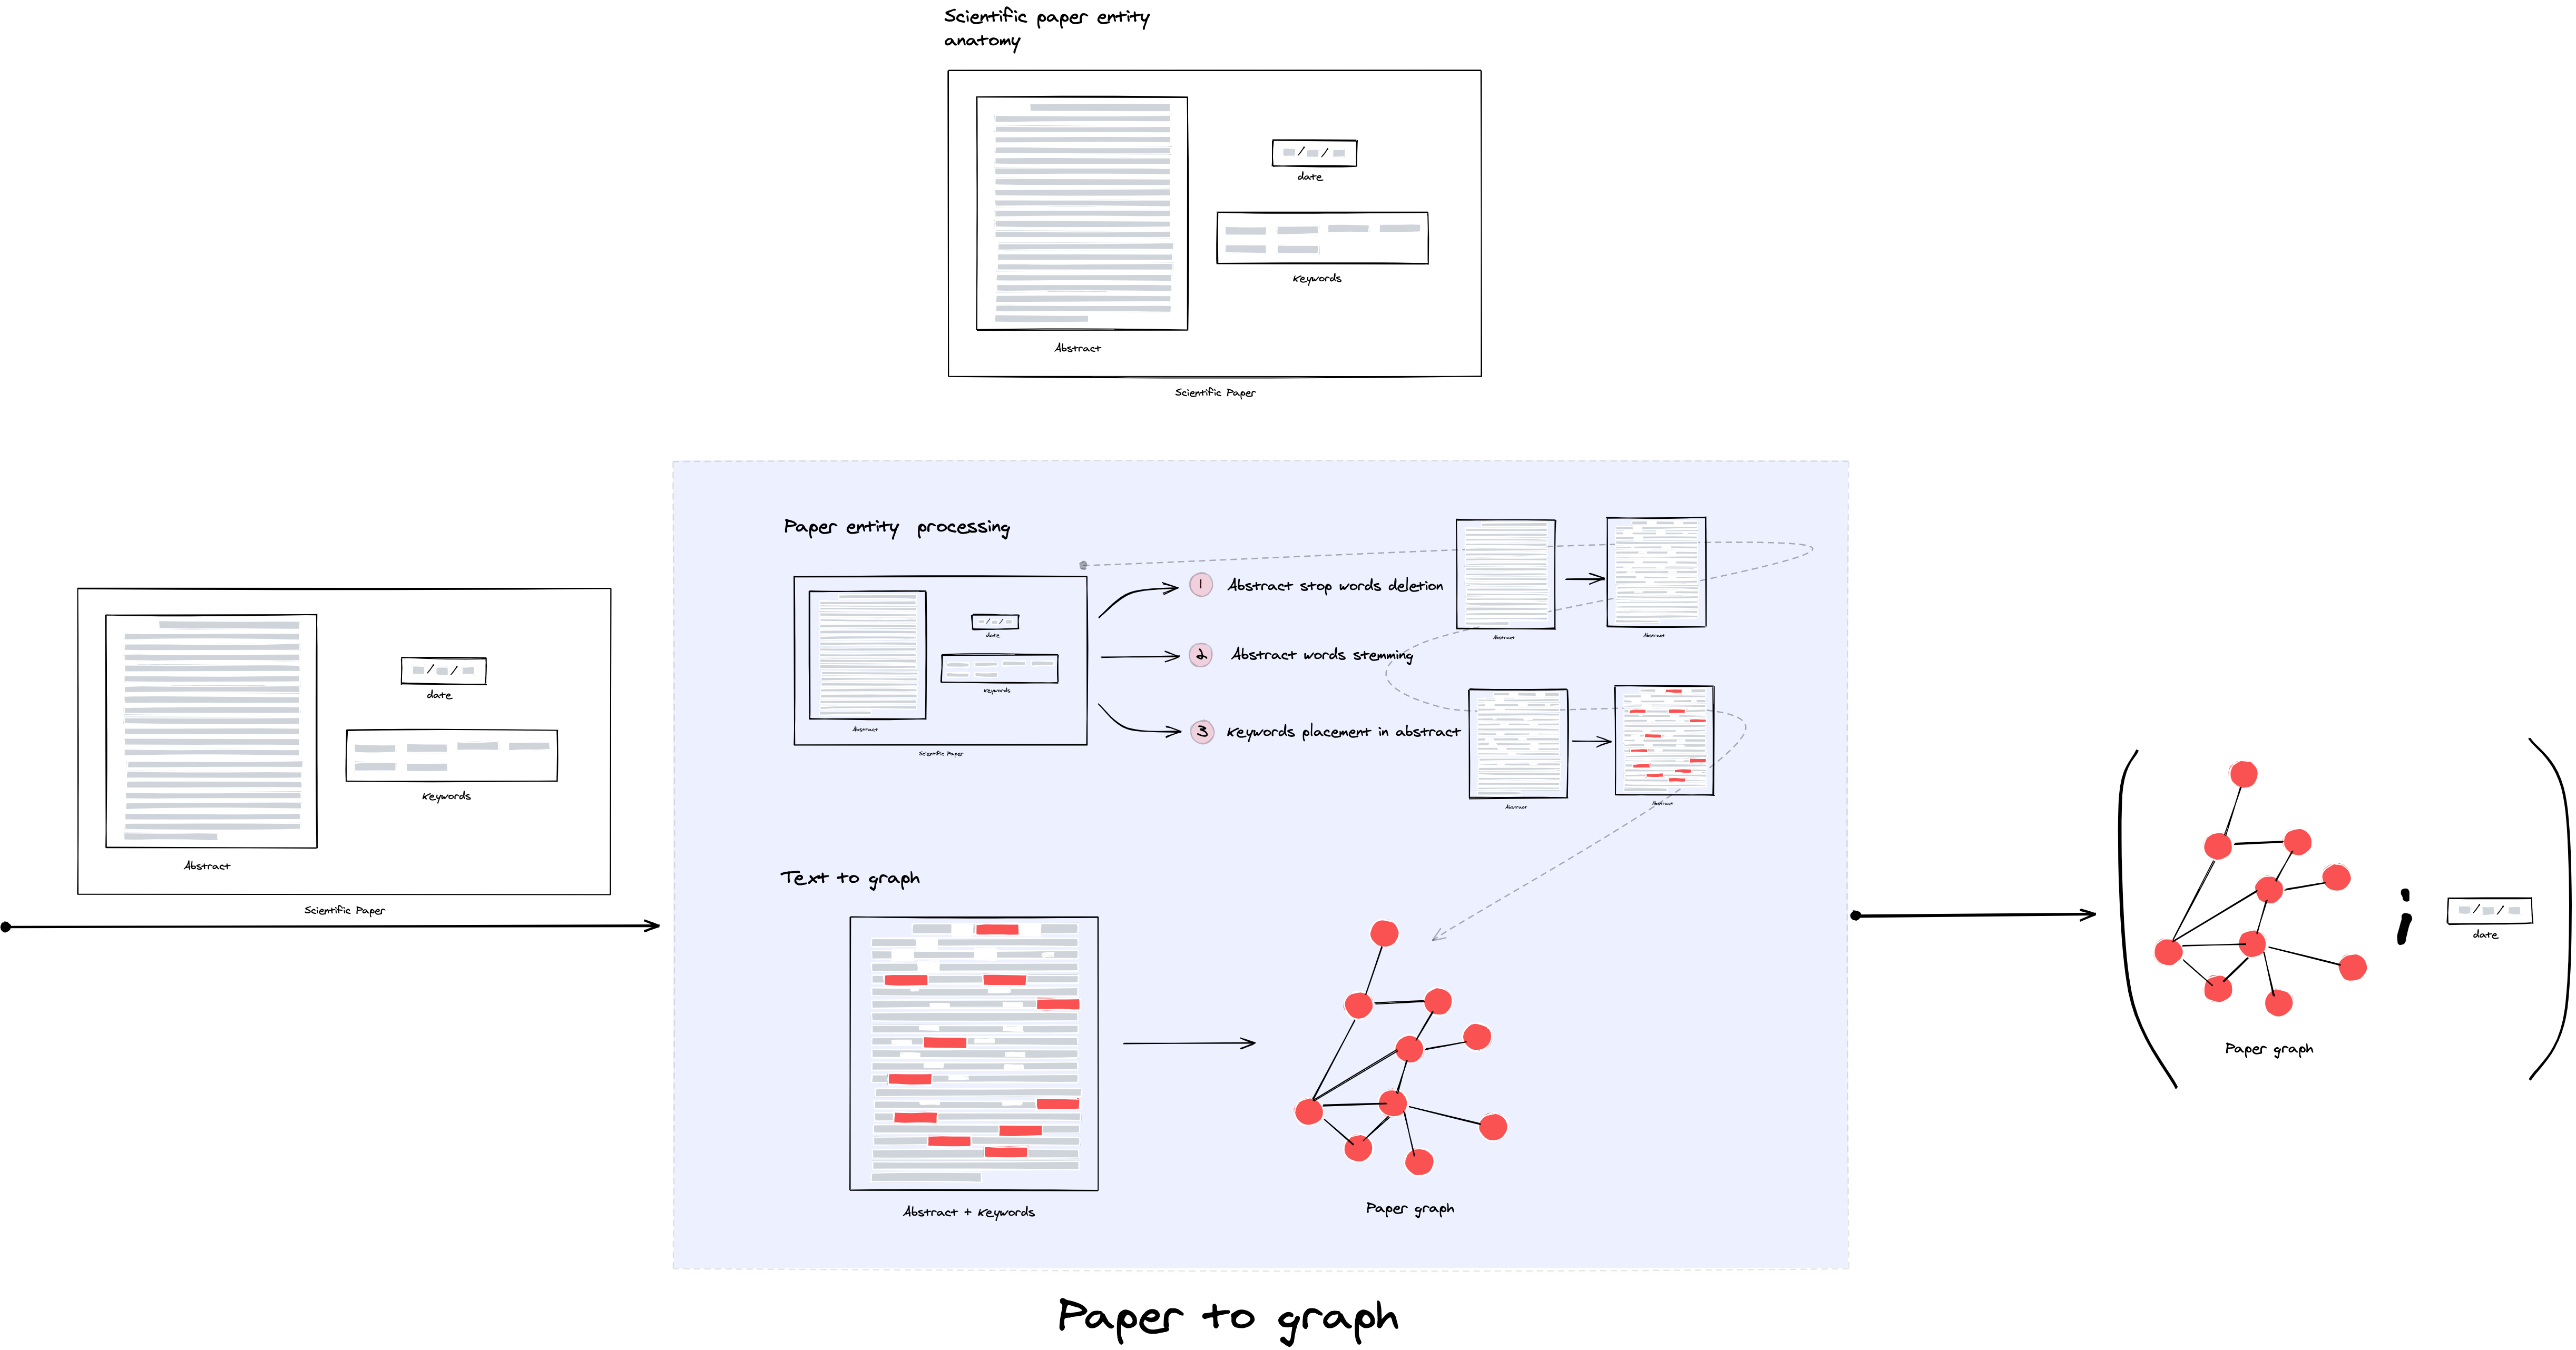 Scientific paper entity
anatomy
/ /
date
Keywords
Abstract
Scientific Paper
/ /
date
Keywords
Abstract
Scientific Paper
Paper entity processing
/ /
date
Keywords
Abstract
Scientific Paper
1 Abstract stop words deletion
Abstract
Abstract
2 Abstract words stemming
3 Keywords placement in abstract
Abstract
Abstract
Text to graph
Abstract + Keywords
Paper graph
;
/ /
date
Paper graph
Paper to graph